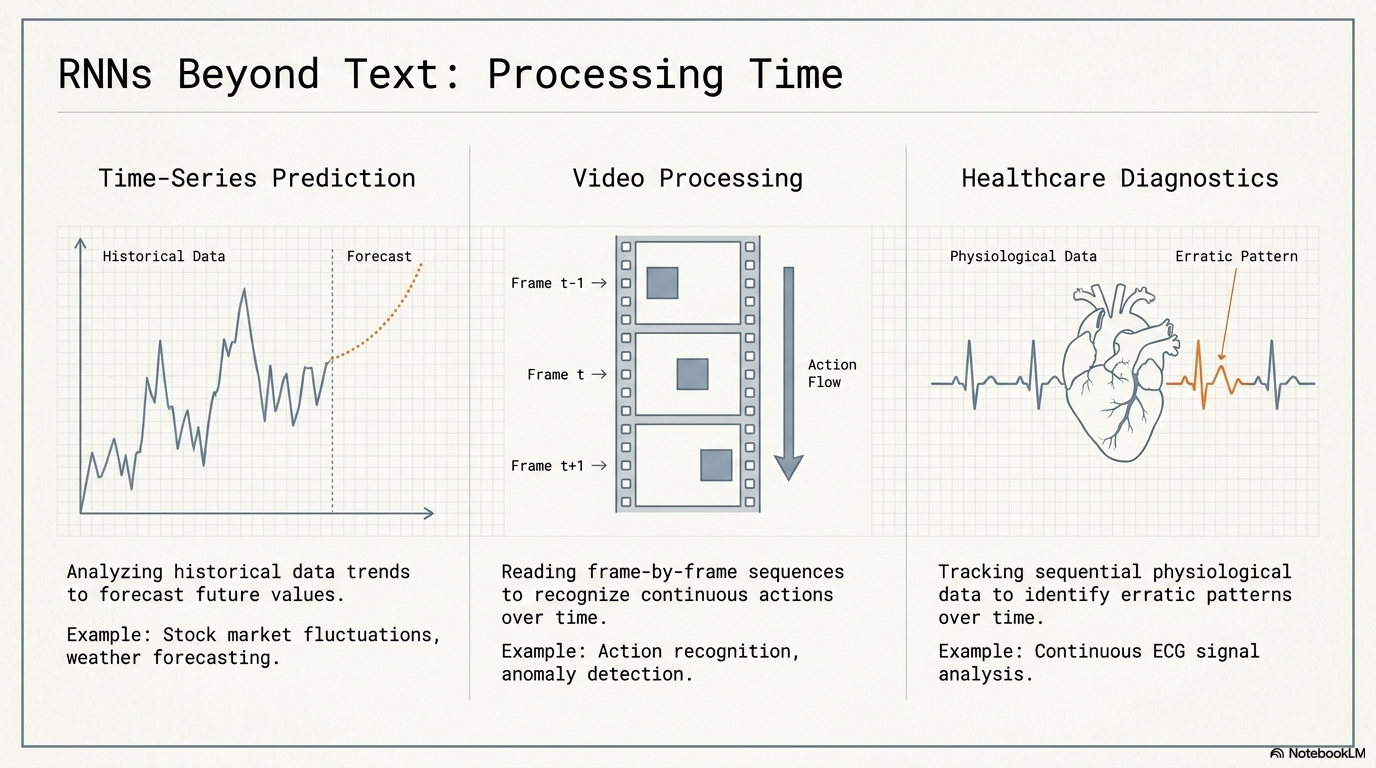 RNNs Beyond Text: Processing Time
Time-Series Prediction
Historical Data
Forecast
Analyzing historical data trends
to forecast future values.
Example: Stock market fluctuations,
weather forecasting.
Video Processing
Frame t-1 →
Frame t →
Frame t+1 →
Action
Flow
Reading frame-by-frame sequences
to recognize continuous actions
over time.
Example: Action recognition,
anomaly detection.
Healthcare Diagnostics
Physiological Data
Erratic Pattern
Tracking sequential physiological
data to identify erratic patterns
over time.
Example: Continuous ECG signal
analysis.
NotebookLM